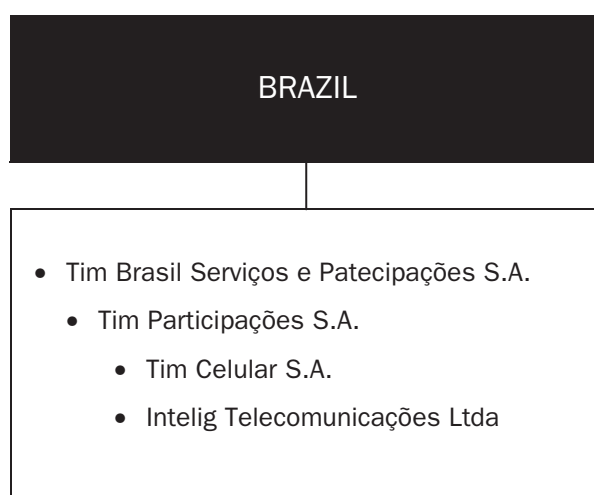 BRAZIL
• Tim Brasil Serviços e Patecipações S.A.
• Tim Participações S.A.
• Tim Celular S.A.
• Intelig Telecomunicações Ltda